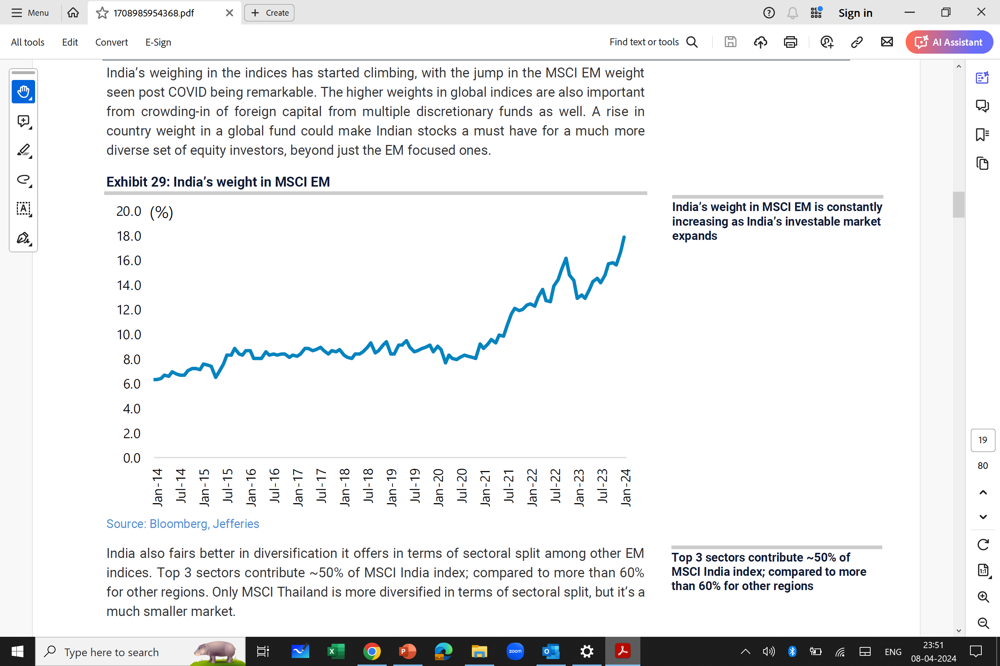 Menu
1708985954368.pdf
Create
Sign in
All tools
Edit
Convert
E-Sign
Find text or tools
AI Assistant
India’s weighing in the indices has started climbing, with the jump in the MSCI EM weight
seen post COVID being remarkable. The higher weights in global indices are also important
from crowding-in of foreign capital from multiple discretionary funds as well. A rise in
country weight in a global fund could make Indian stocks a must have for a much more
diverse set of equity investors, beyond just the EM focused ones.
Exhibit 29: India’s weight in MSCI EM
India’s weight in MSCI EM is constantly
increasing as India’s investable market
expands
20.0 (%)
18.0
16.0
14.0
12.0
10.0
8.0
6.0
4.0
2.0
0.0
Jan-14
Jul-14
Jan-15
Jul-15
Jan-16
Jul-16
Jan-17
Jul-17
Jan-18
Jul-18
Jan-19
Jul-19
Jan-20
Jul-20
Jan-21
Jul-21
Jan-22
Jul-22
Jan-23
Jul-23
Jan-24
Source: Bloomberg, Jefferies
India also fairs better in diversification it offers in terms of sectoral split among other EM
indices. Top 3 sectors contribute ~50% of MSCI India index; compared to more than 60%
for other regions. Only MSCI Thailand is more diversified in terms of sectoral split, but it’s a
much smaller market.
Top 3 sectors contribute ~50% of
MSCI India index; compared to more
than 60% for other regions
19
80
1:1
Type here to search
zoom
ENG
23:51
08-04-2024